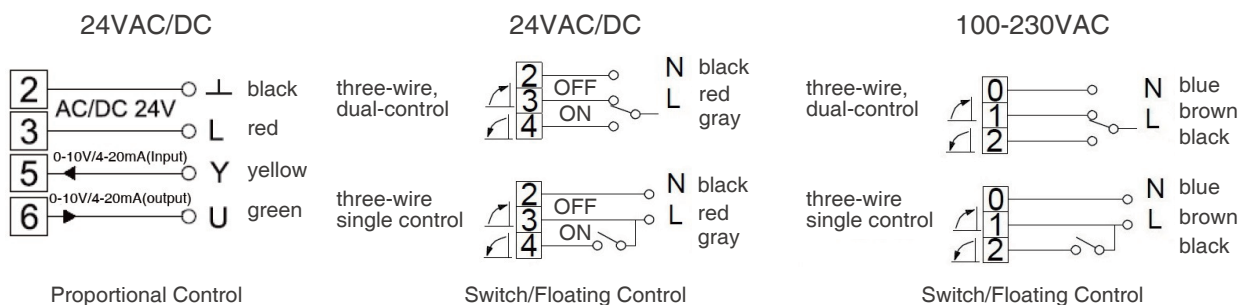 24VAC/DC
2
AC/DC 24V
⊥ black
3
L red
5
0-10V/4-20mA(Input)
Y yellow
6
0-10V/4-20mA(output)
U green
Proportional Control
24VAC/DC
three-wire,
dual-control
2
OFF
3
ON
4
N black
L red
gray
three-wire
single control
2
OFF
3
ON
4
N black
L red
gray
Switch/Floating Control
100-230VAC
three-wire,
dual-control
0
1
2
N blue
L brown
black
three-wire
single control
0
1
2
N blue
L brown
black
Switch/Floating Control